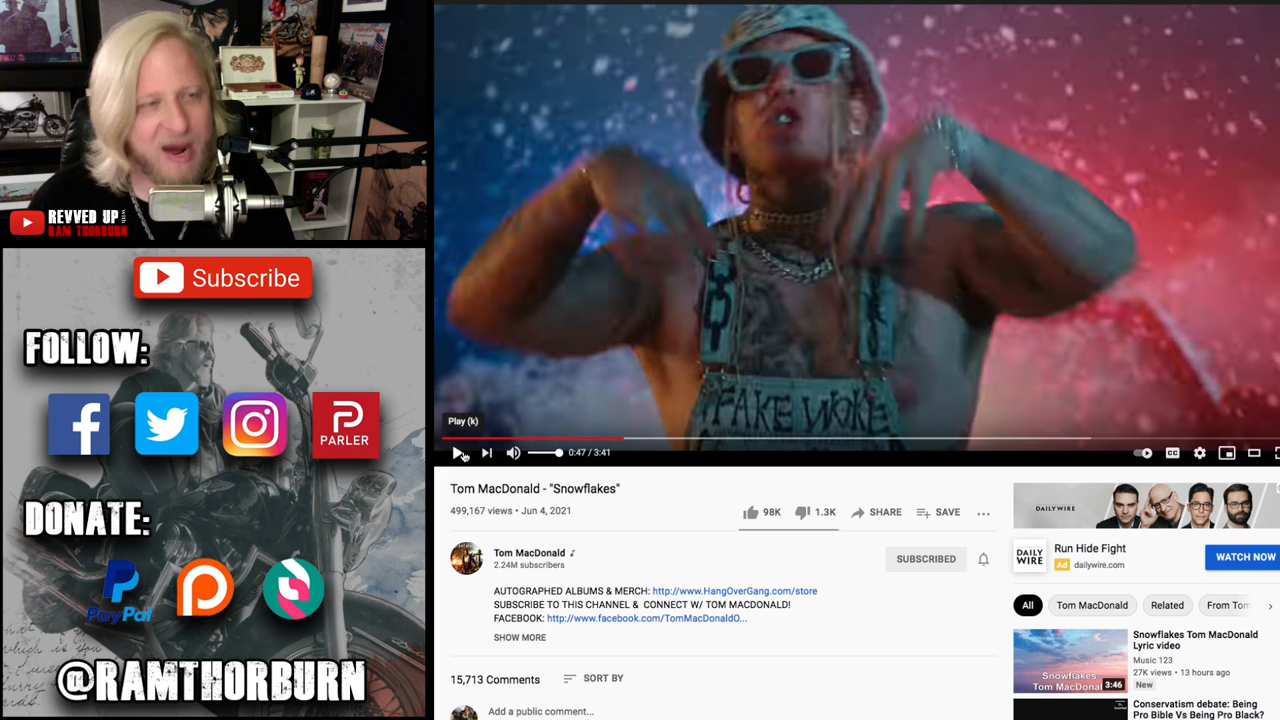 REVVED UP
WITH
RAM THORBURN
Subscribe
FOLLOW:
PARLER
DONATE:
PayPal
@RAMTHORBURN
FAKE WOKE
Play (k)
0:47 / 3:41
CC
Tom MacDonald - "Snowflakes"
499,167 views • Jun 4, 2021
98K
1.3K
SHARE
SAVE
Tom MacDonald
2.24M subscribers
SUBSCRIBED
AUTOGRAPHED ALBUMS & MERCH: http://www.HangOverGang.com/store
SUBSCRIBE TO THIS CHANNEL & CONNECT W/ TOM MACDONALD!
FACEBOOK: http://www.facebook.com/TomMacDonaldO...
SHOW MORE
15,713 Comments
SORT BY
Add a public comment...
DAILYWIRE
DAILY
WIRE
Run Hide Fight
Ad dailywire.com
WATCH NOW
All
Tom MacDonald
Related
From Tom
Snowflakes
Tom MacDonald
3:46
Snowflakes Tom MacDonald
Lyric video
Music 123
27K views • 13 hours ago
New
Conservatism debate: Being
Pro Bible Vs Being Pro Black?